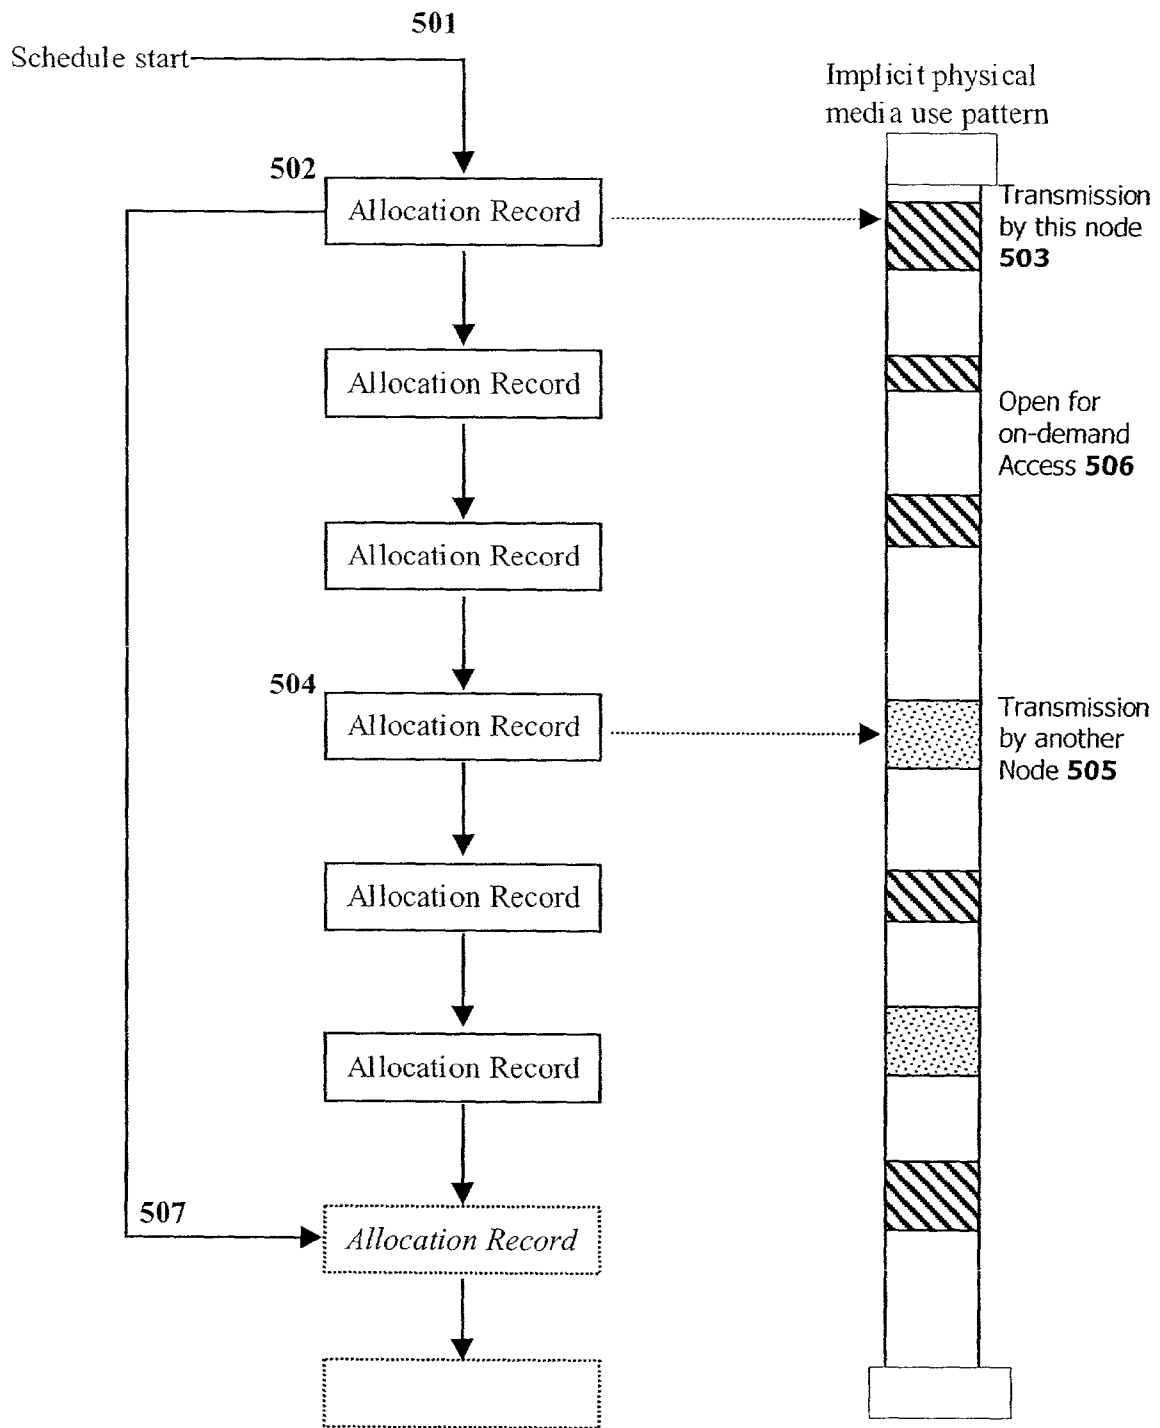 501
Schedule start
Implicit physical
media use pattern
502
Allocation Record
Transmission
by this node
503
Allocation Record
Open for
on-demand
Access 506
Allocation Record
504
Allocation Record
Transmission
by another
Node 505
Allocation Record
Allocation Record
507
Allocation Record